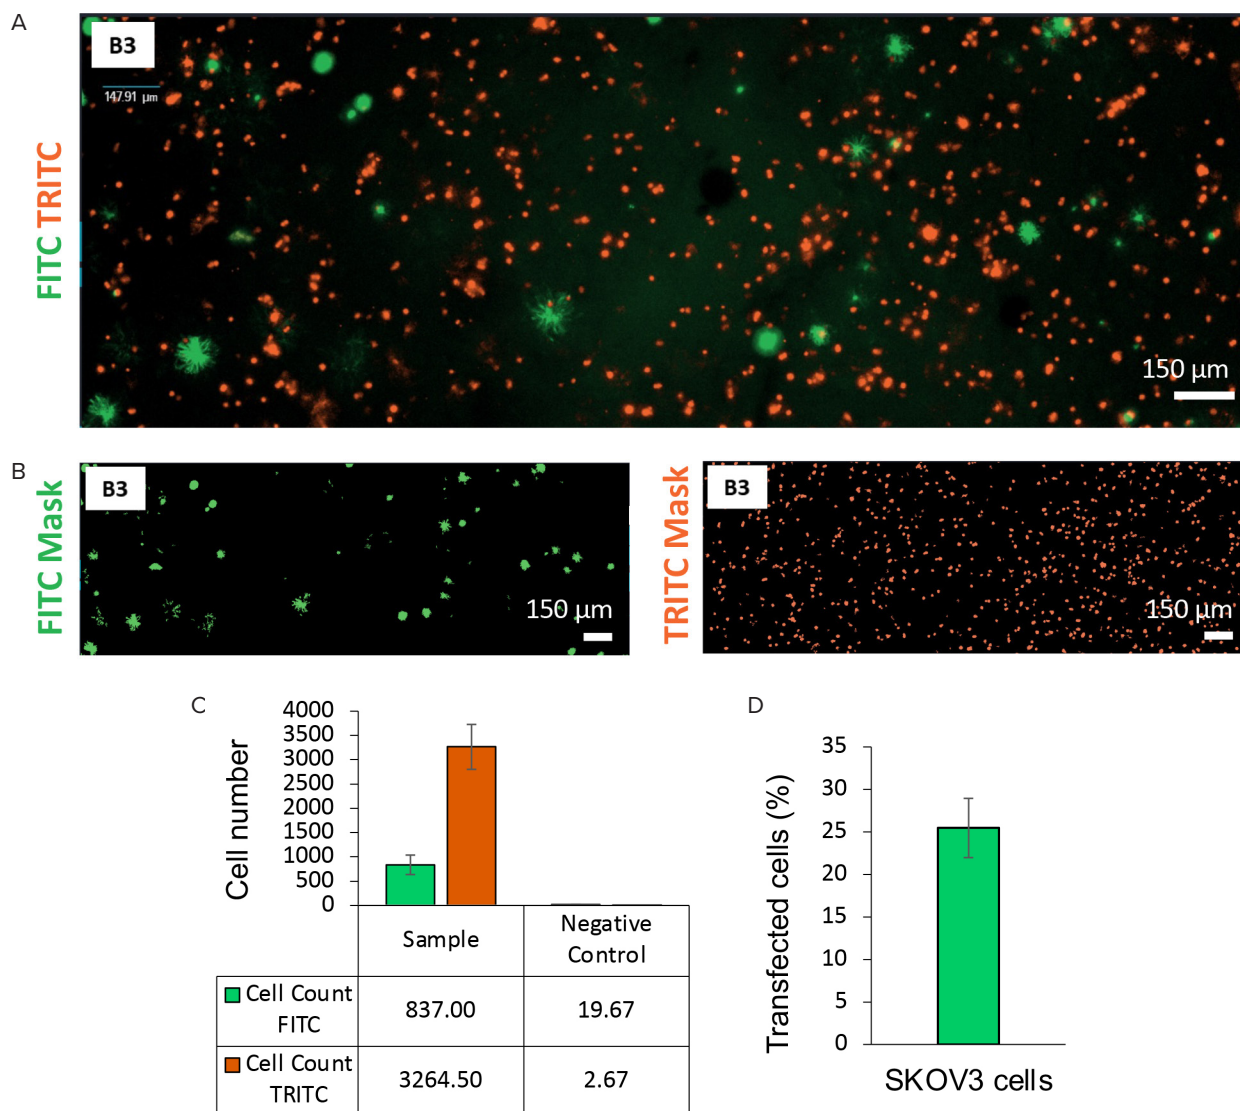 A
B3
147.91 µm
FITC TRITC
150 µm
B
FITC Mask
B3
150 µm
TRITC Mask
B3
150 µm
C
Cell number
4000
3500
3000
2500
2000
1500
1000
500
0
Sample
Negative
Control
Cell Count
FITC
837.00
19.67
Cell Count
TRITC
3264.50
2.67
D
Transfected cells (%)
35
30
25
20
15
10
5
0
SKOV3 cells